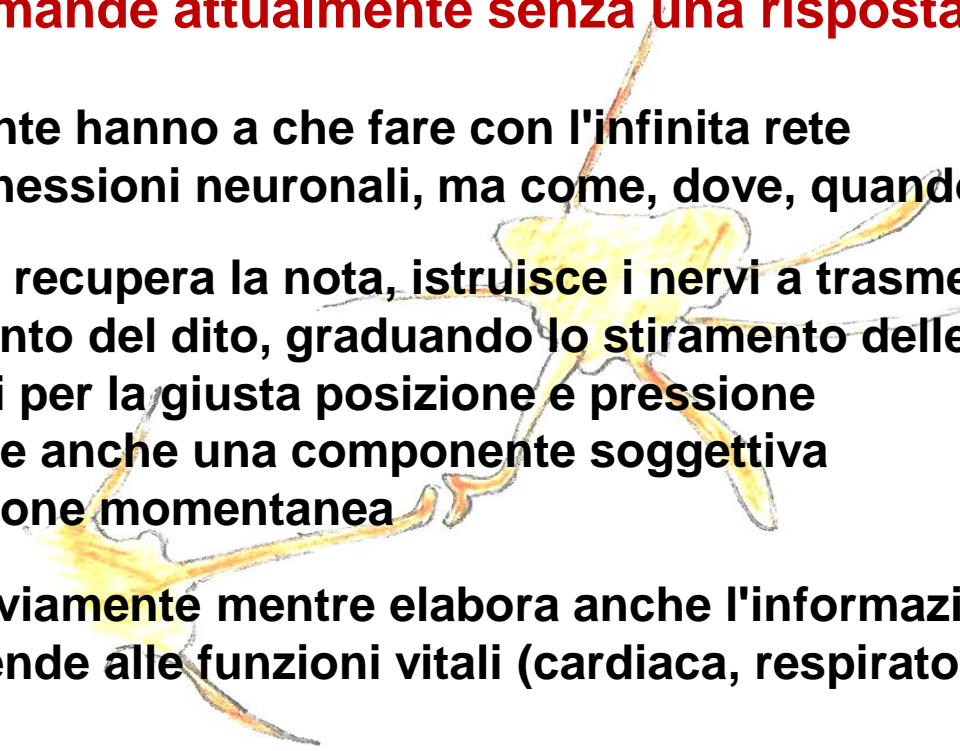 mande attualmente senza una risposta
nte hanno a che fare con l'infinita rete
nessioni neuronali, ma come, dove, quando
recupera la nota, istruisce i nervi a trasme
nto del dito, graduando lo stiramento delle
i per la giusta posizione e pressione
e anche una componente soggettiva
one momentanea
viamente mentre elabora anche l'informazi
ende alle funzioni vitali (cardiaca, respirato